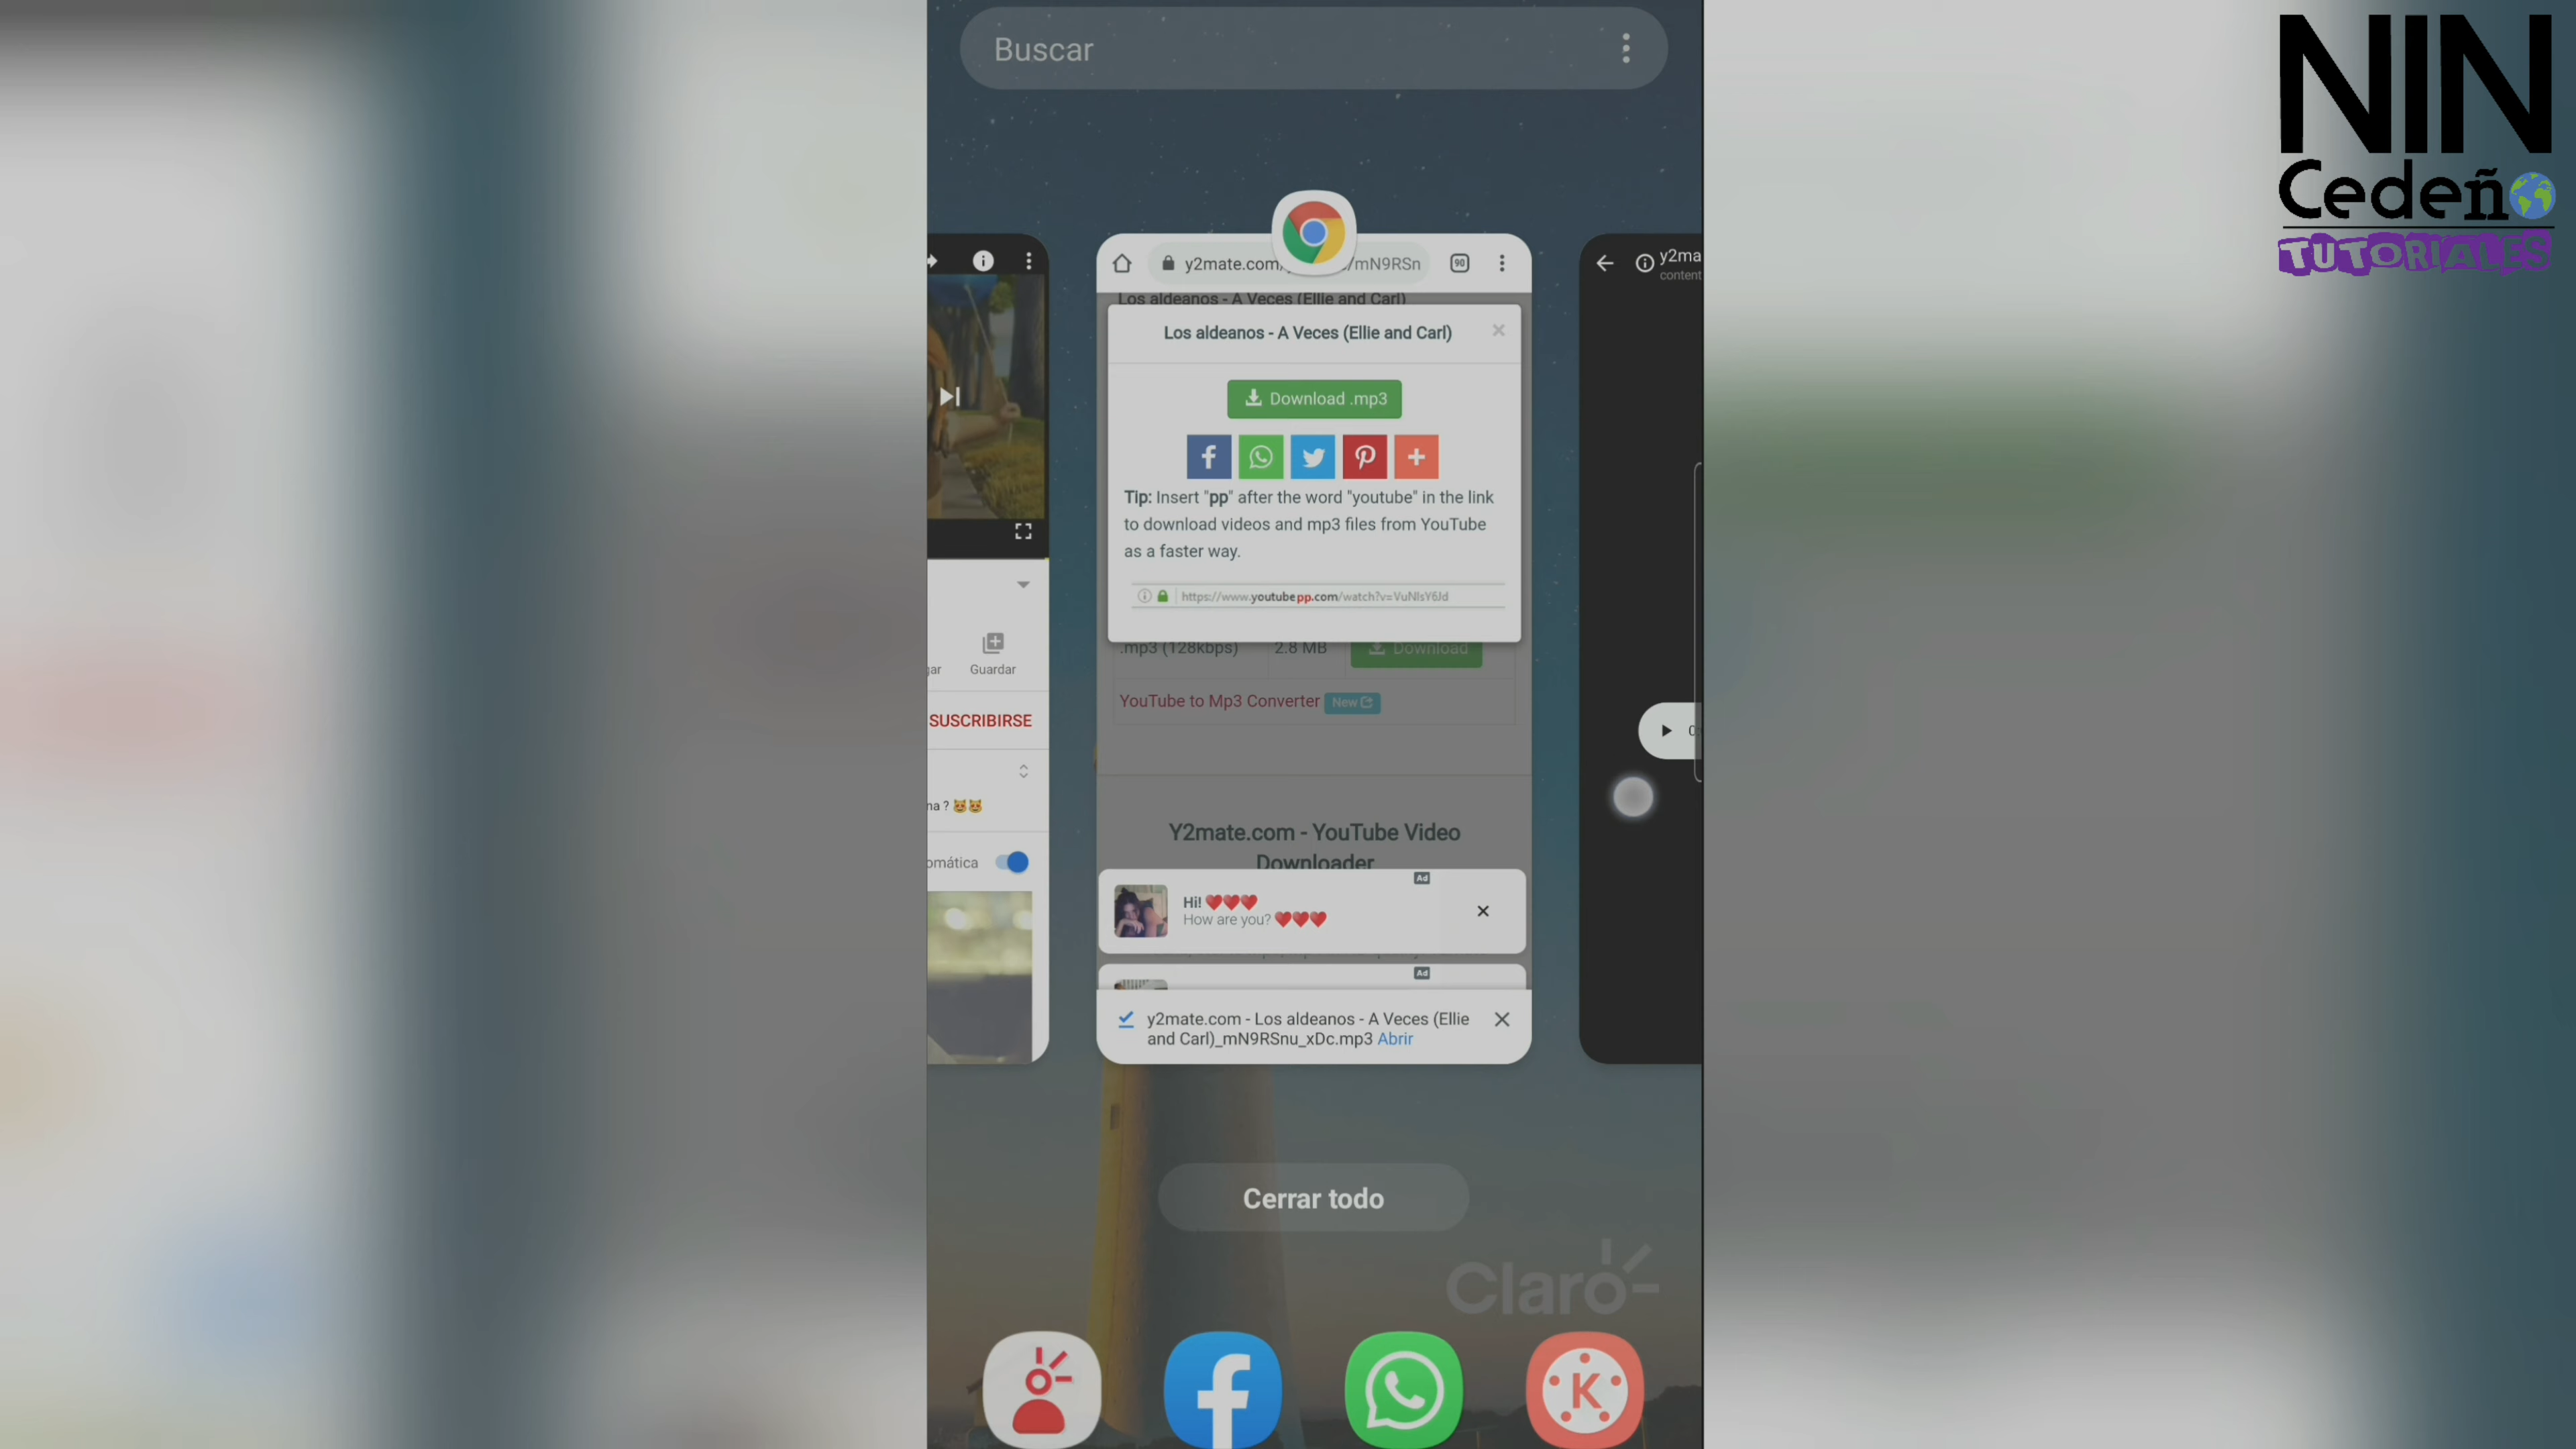 Buscar
NIN
Cedeño
TUTORIALES
y2mate.com/
/mN9RSn
90
y2ma
content
Los aldeanos - A Veces (Ellie and Carl)
Los aldeanos - A Veces (Ellie and Carl)
Download .mp3
Tip: Insert "pp" after the word "youtube" in the link
to download videos and mp3 files from YouTube
as a faster way.
https://www.youtubepp.com/watch?v=VuNIsY6Jd
.mp3 (128kbps) 2.8 MB Download
YouTube to Mp3 Converter New
gar Guardar
SUSCRIBIRSE
na ? 😻😻
omática
Y2mate.com - YouTube Video
Downloader
Ad
Hi! ❤❤❤
How are you? ❤❤❤
Ad
y2mate.com - Los aldeanos - A Veces (Ellie
and Carl)_mN9RSnu_xDc.mp3 Abrir
Cerrar todo
Claro
K